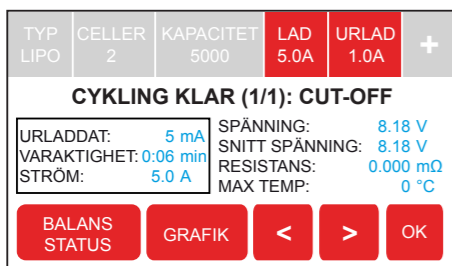 TYP CELLER KAPACITET LAD URLAD +
LIPO 2 5000 5.0A 1.0A
CYKLING KLAR (1/1): CUT-OFF
URLADDAT: 5 mA
VARAKTIGHET: 0:06 min
STRÖM: 5.0 A
SPÄNNING: 8.18 V
SNITT SPÄNNING: 8.18 V
RESISTANS: 0.000 mΩ
MAX TEMP: 0 °C
BALANS
STATUS
GRAFIK
<
>
OK